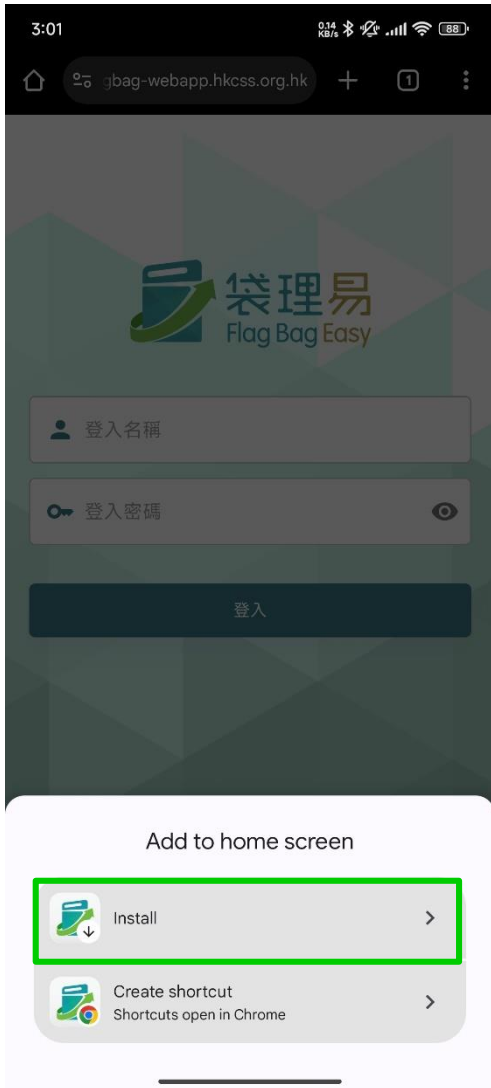 3:01
0.14
KB/s
88
gbag-webapp.hkcss.org.hk
1
袋理易
Flag Bag Easy
登入名稱
登入密碼
登入
Add to home screen
Install
Create shortcut
Shortcuts open in Chrome